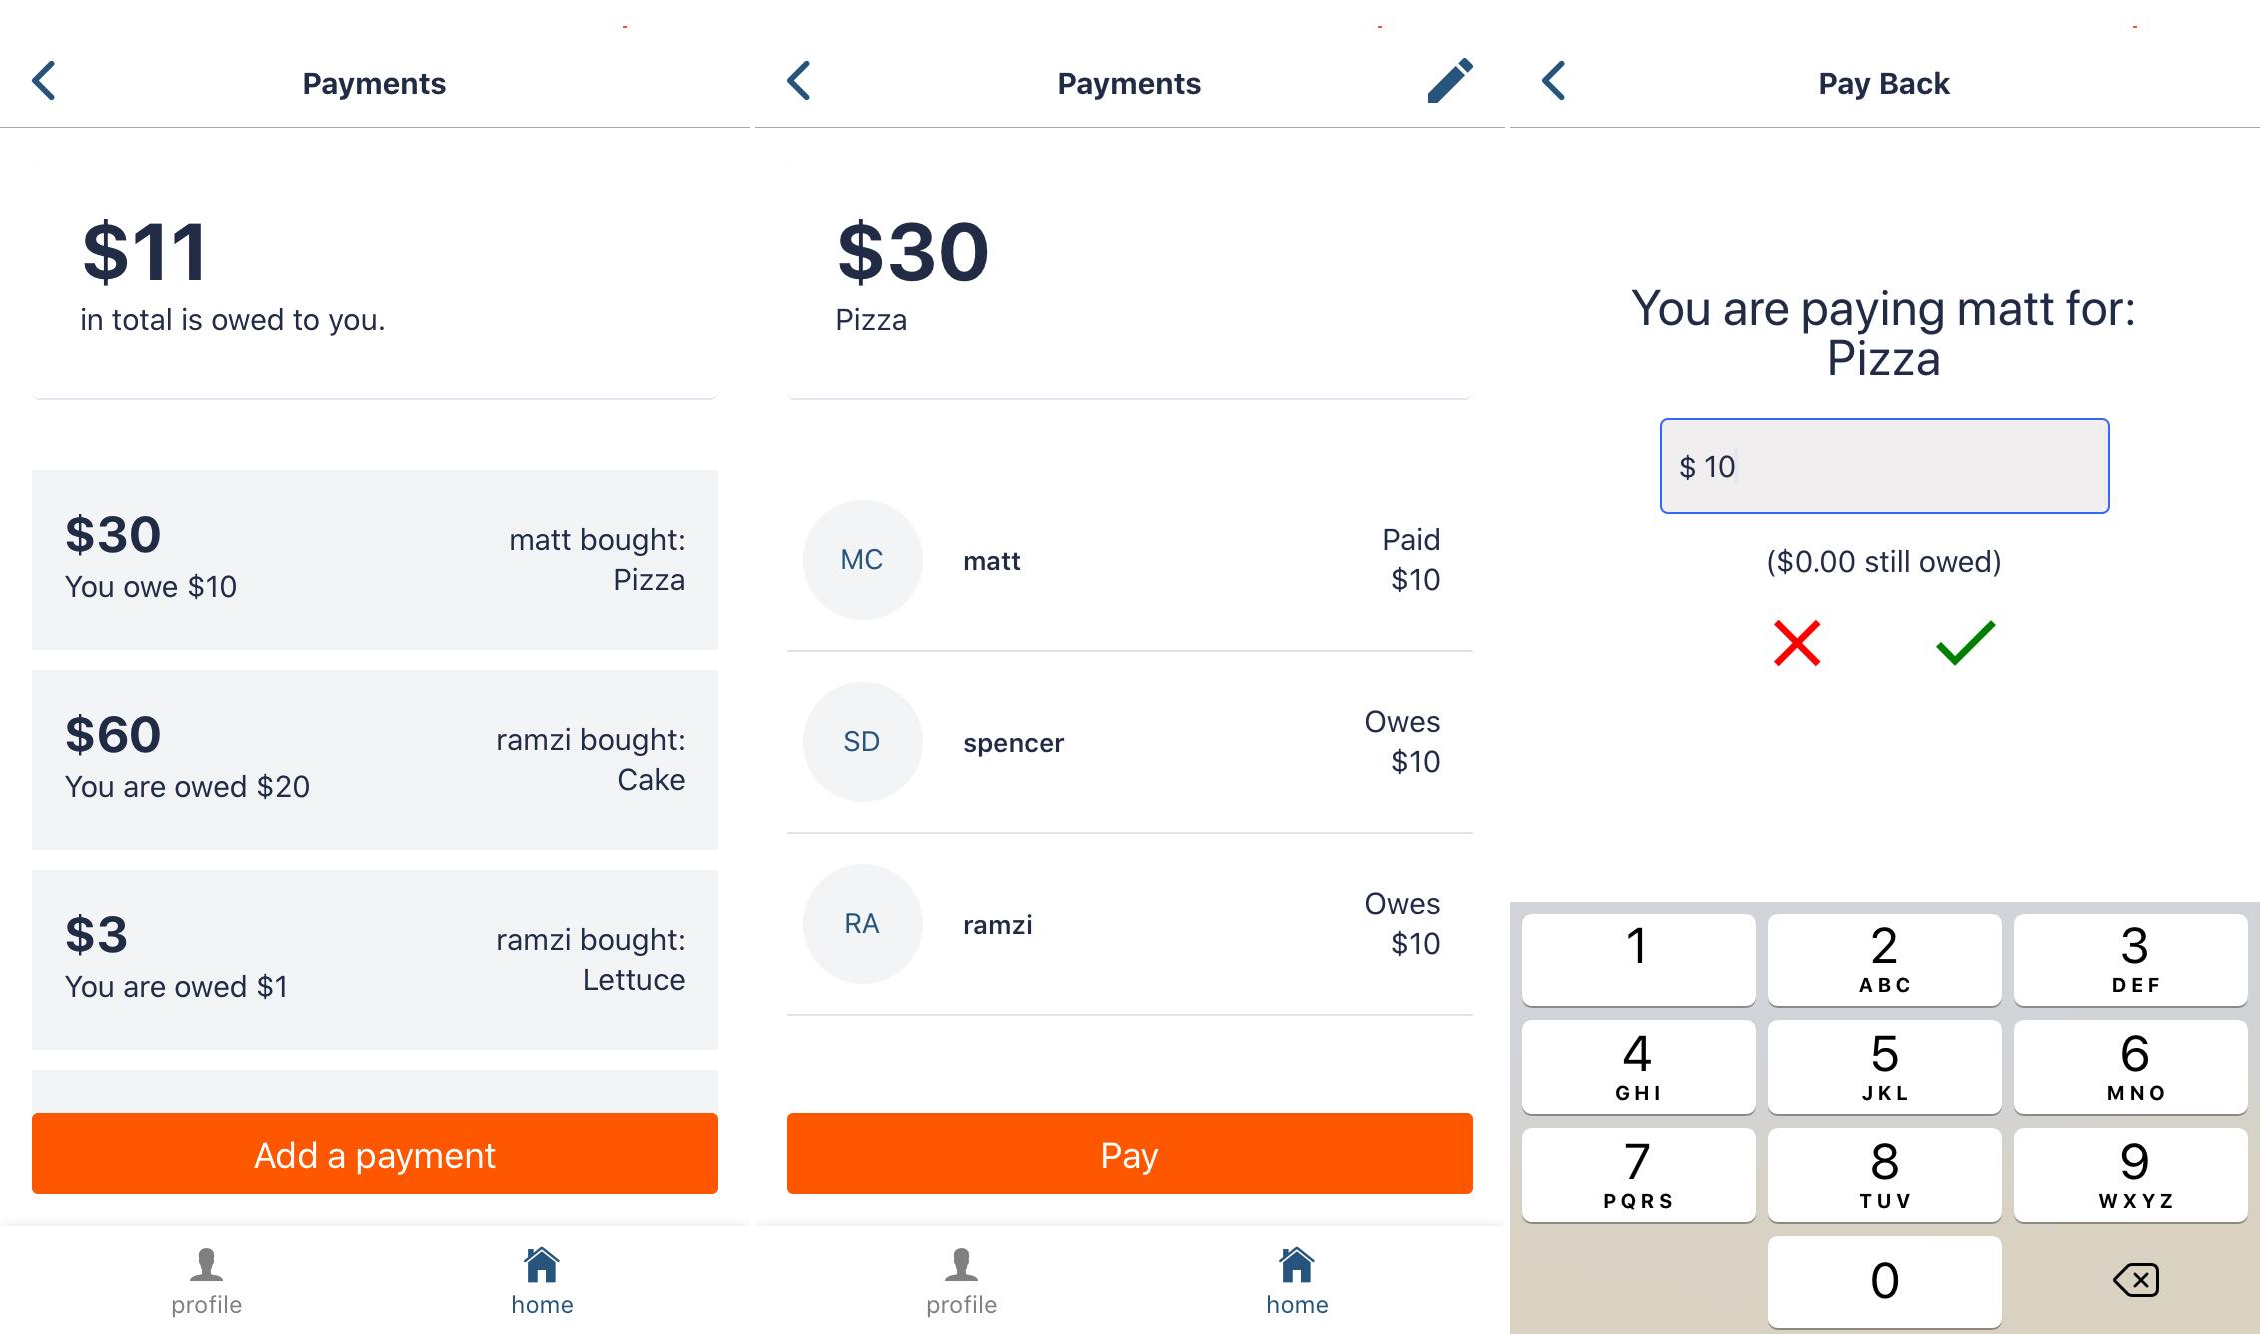 Payments
$11
in total is owed to you.
$30
You owe $10
matt bought:
Pizza
$60
You are owed $20
ramzi bought:
Cake
$3
You are owed $1
ramzi bought:
Lettuce
Add a payment
profile
home
Payments
$30
Pizza
MC
matt
Paid
$10
SD
spencer
Owes
$10
RA
ramzi
Owes
$10
Pay
profile
home
Pay Back
You are paying matt for:
Pizza
$ 10
($0.00 still owed)
1
2
ABC
3
DEF
4
GHI
5
JKL
6
MNO
7
PQRS
8
TUV
9
WXYZ
0